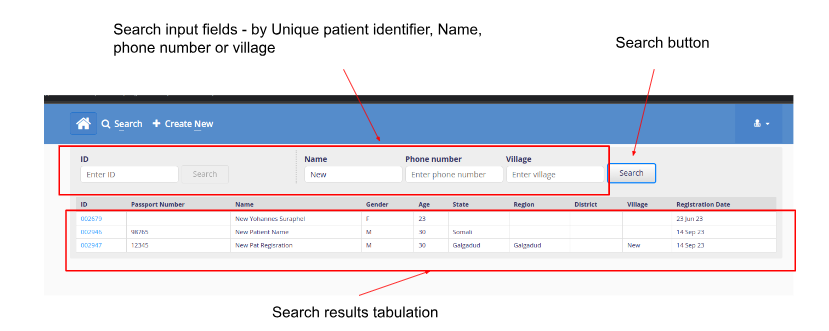 Search input fields - by Unique patient identifier, Name,
phone number or village
Search button
Search + Create New
ID Name Phone number Village
Enter ID Search New Enter phone number Enter village Search
ID Passport Number Name Gender Age State Region District Village Registration Date
002879 New Yohannes Suraphel F 23 23 Jun 23
002946 98765 New Patient Name M 30 Somali 14 Sep 23
002947 12345 New Pat Regisration M 30 Galgadud Galgadud New 14 Sep 23
Search results tabulation